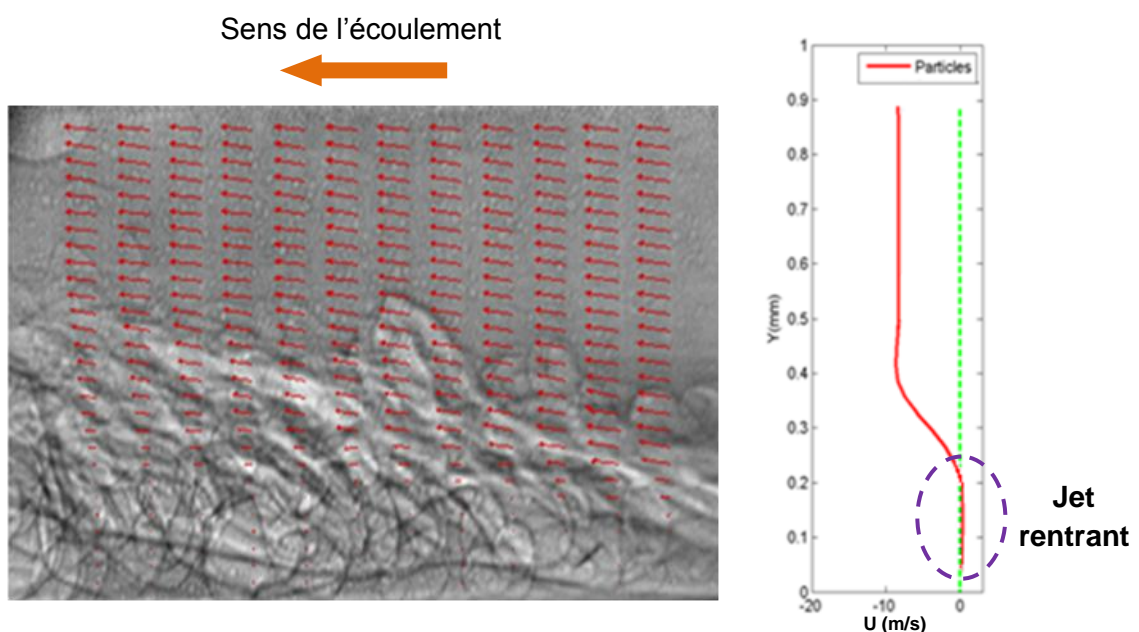 Sens de l'écoulement
1
Particles
0.9
0.8
0.7
0.6
Y(mm)
0.5
0.4
0.3
0.2
0.1
0
-20
-10
0
U (m/s)
Jet
rentrant